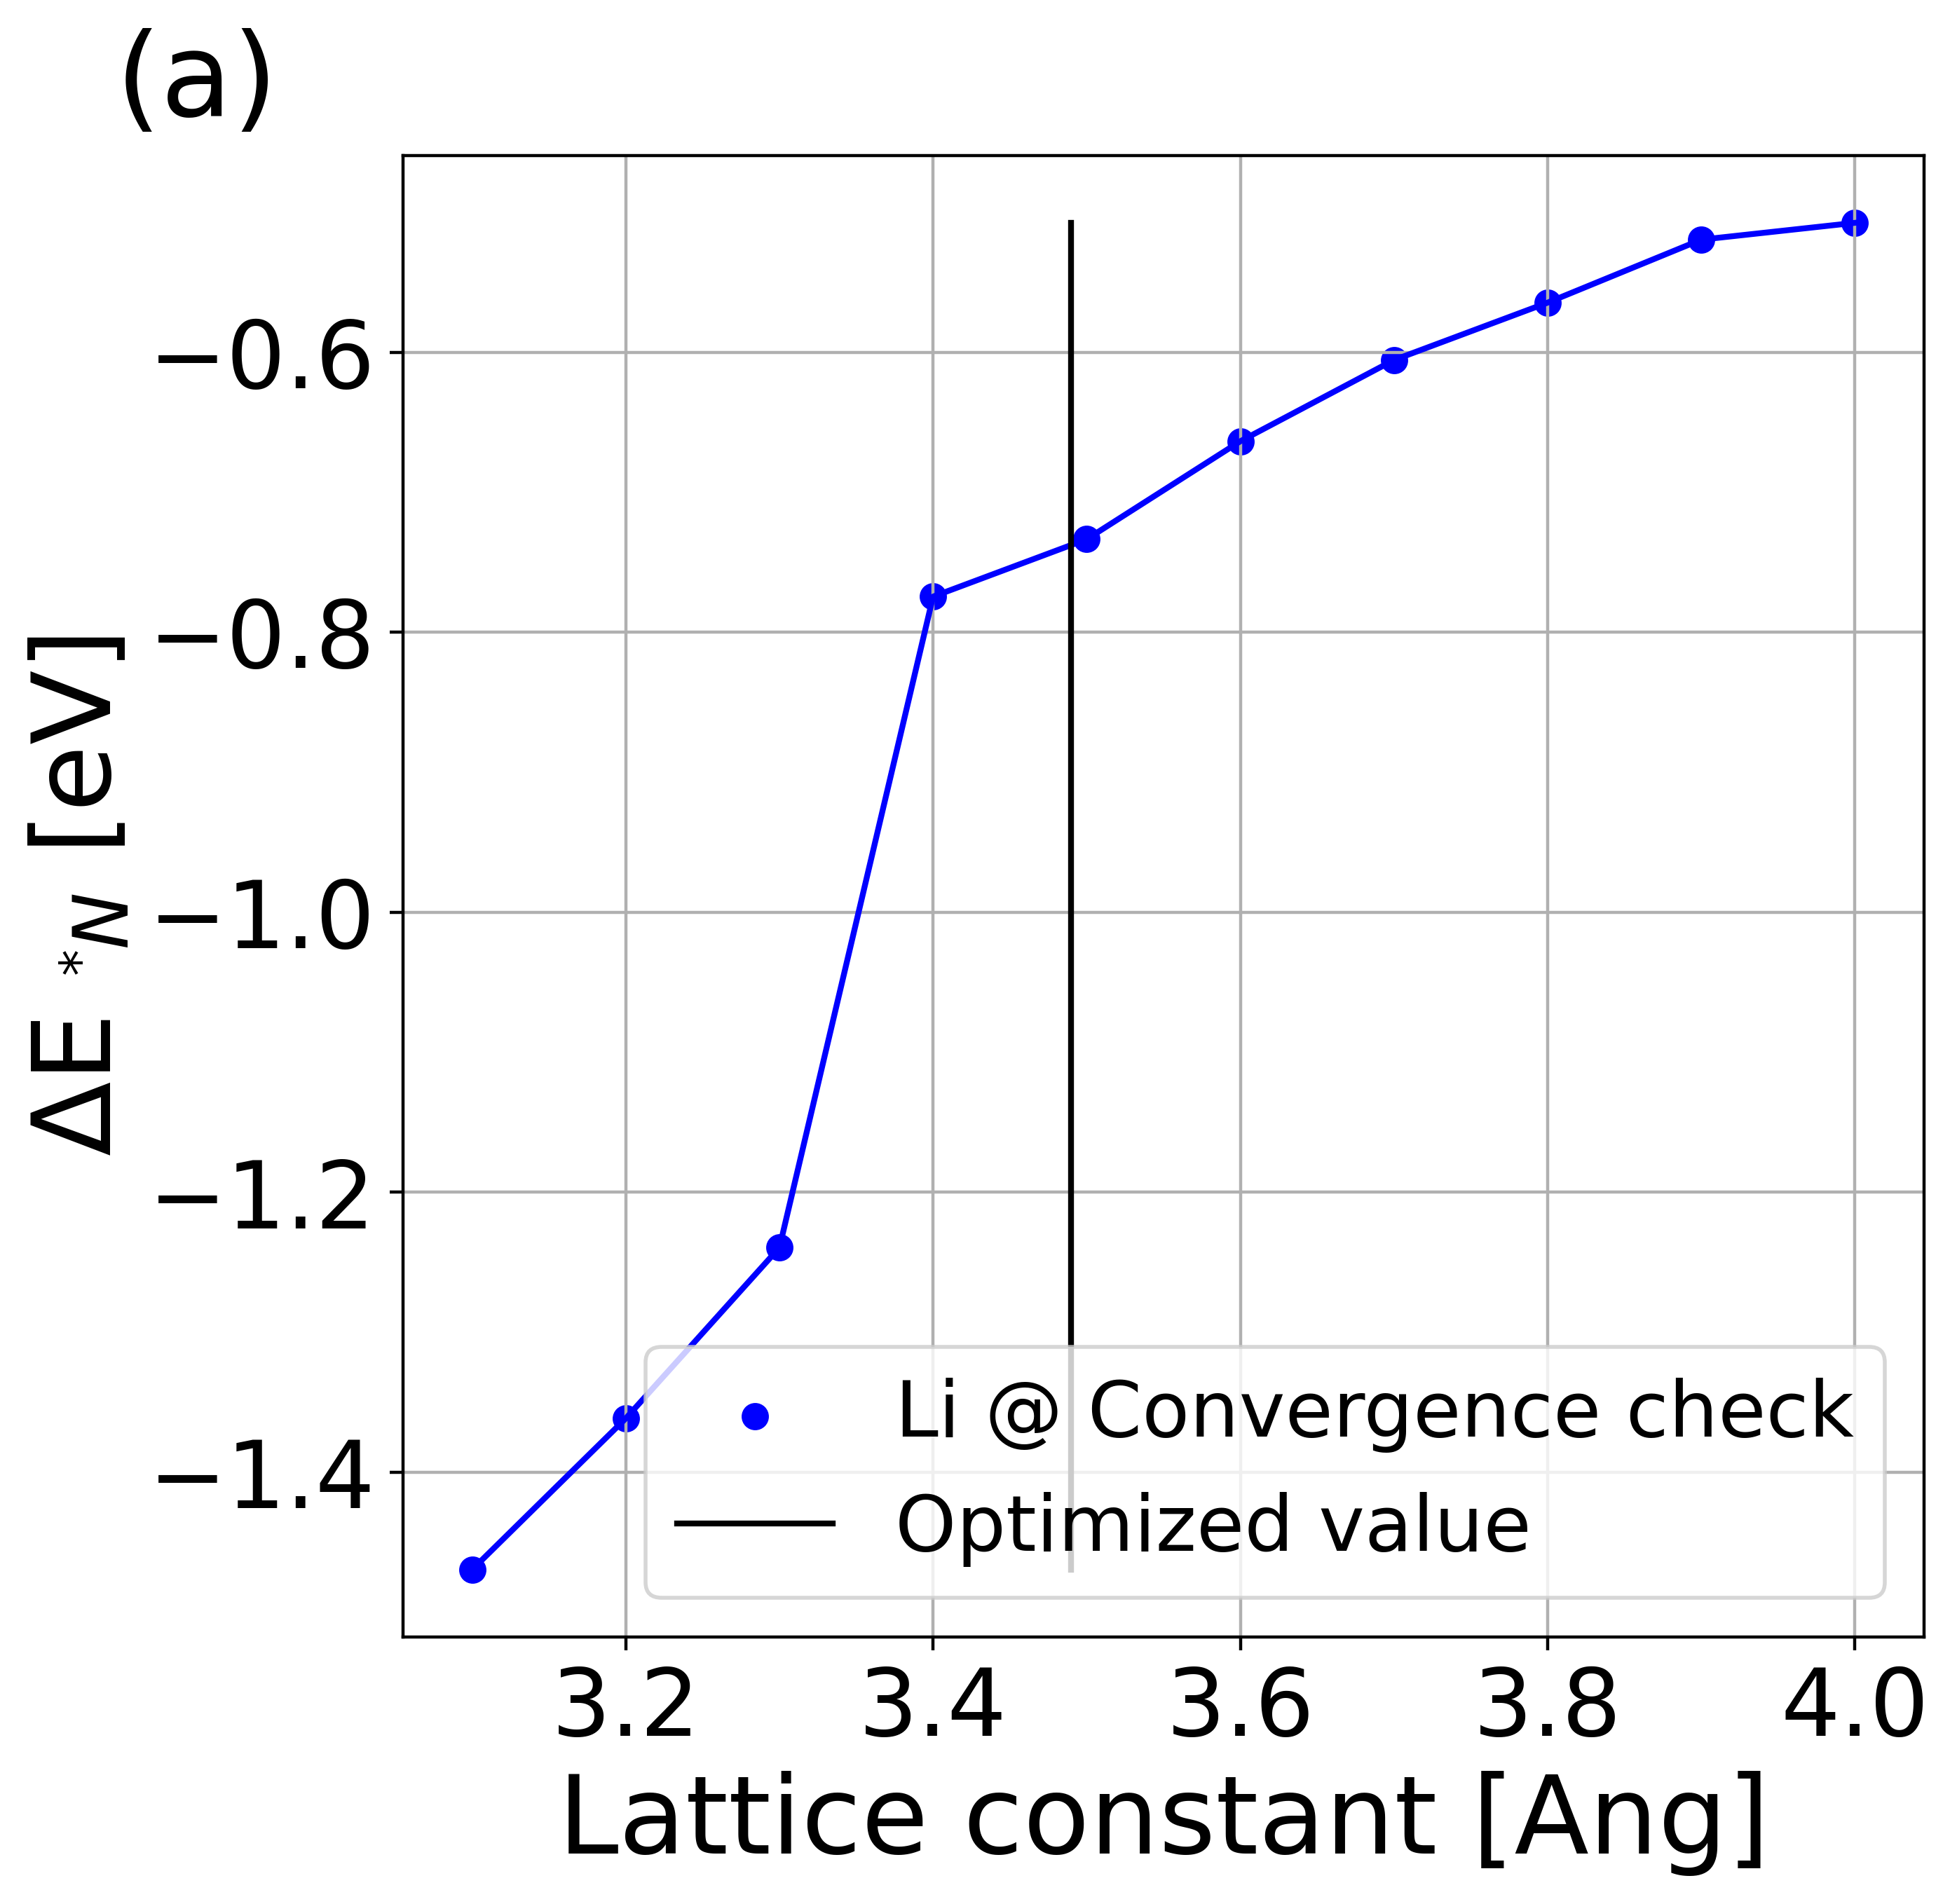 (a)
ΔE *N [eV]
−0.6
−0.8
−1.0
−1.2
−1.4
Li @ Convergence check
Optimized value
3.2 3.4 3.6 3.8 4.0
Lattice constant [Ang]